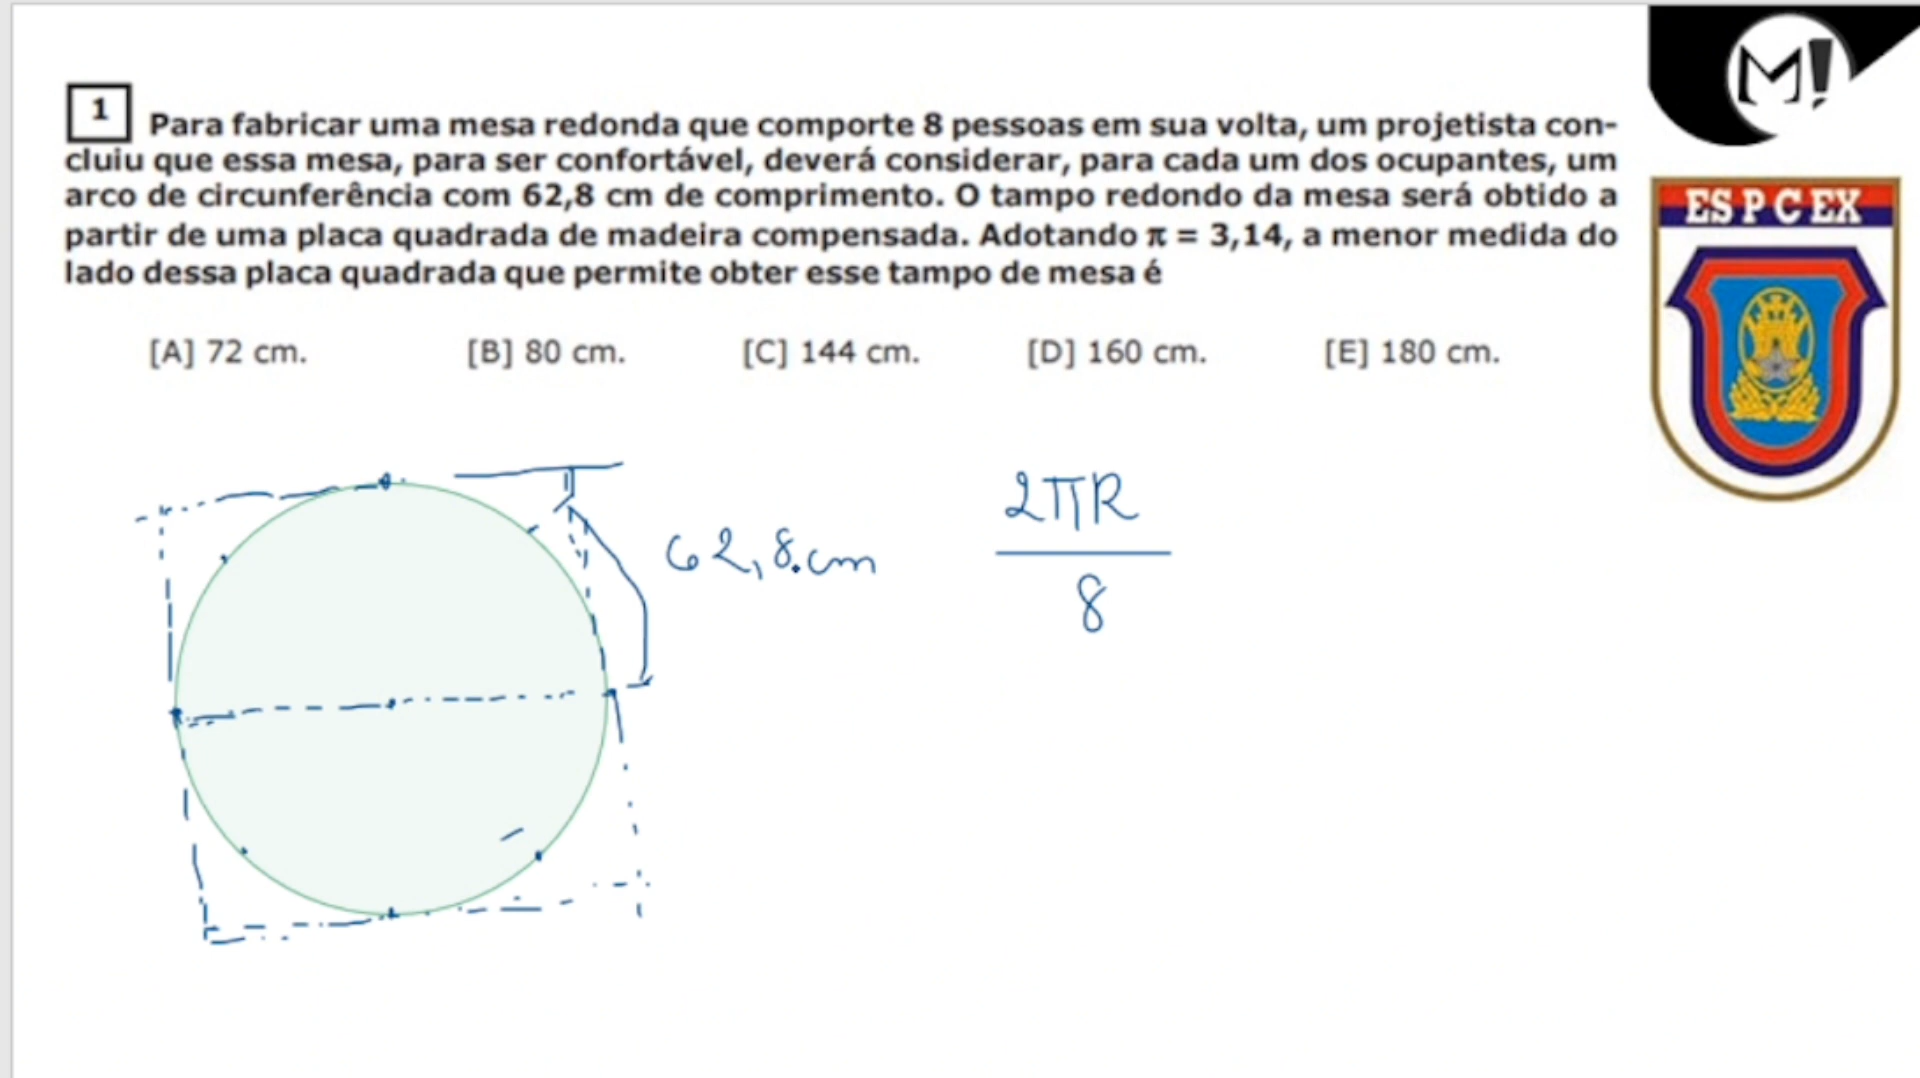 1
Para fabricar uma mesa redonda que comporte 8 pessoas em sua volta, um projetista con-
cluiu que essa mesa, para ser confortável, deverá considerar, para cada um dos ocupantes, um
arco de circunferência com 62,8 cm de comprimento. O tampo redondo da mesa será obtido a
partir de uma placa quadrada de madeira compensada. Adotando π = 3,14, a menor medida do
lado dessa placa quadrada que permite obter esse tampo de mesa é
[A] 72 cm. [B] 80 cm. [C] 144 cm. [D] 160 cm. [E] 180 cm.
M!
ESPCEX
62,8.cm
2πR
8